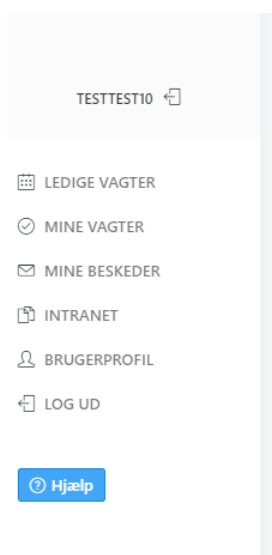 TESTTEST10
LEDIGE VAGTER
MINE VAGTER
MINE BESKEDER
INTRANET
BRUGERPROFIL
LOG UD
Hjælp